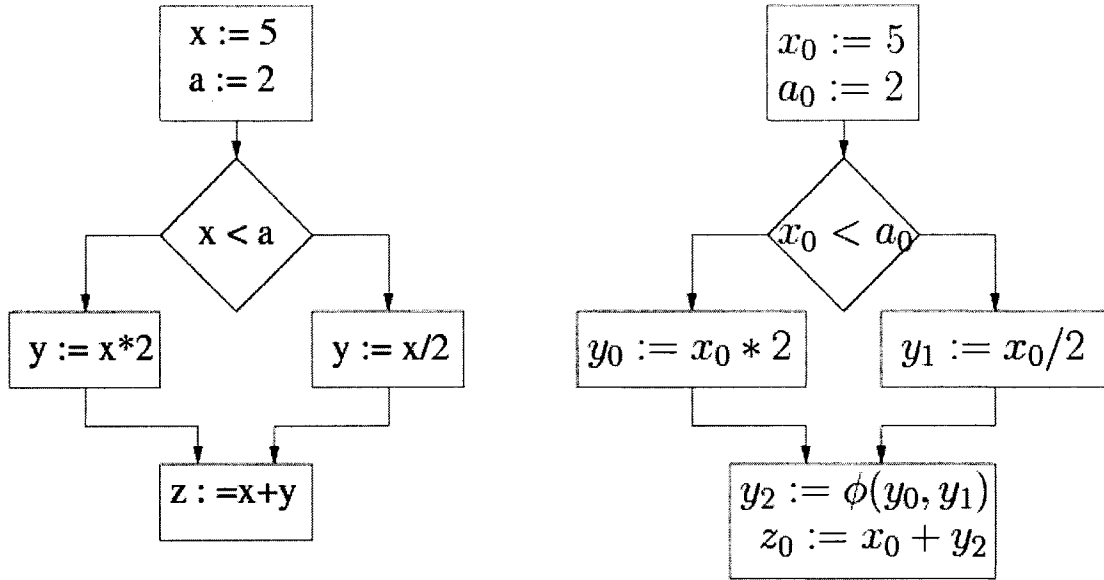 x := 5
a := 2
x < a
y := x*2
y := x/2
z : =x+y
x₀ := 5
a₀ := 2
x₀ < a₀
y₀ := x₀ * 2
y₁ := x₀/2
y₂ := ϕ(y₀, y₁)
z₀ := x₀ + y₂